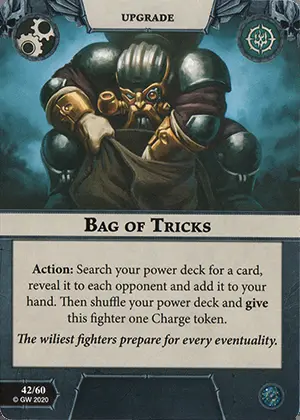 UPGRADE
BAG OF TRICKS
Action: Search your power deck for a card,
reveal it to each opponent and add it to your
hand. Then shuffle your power deck and give
this fighter one Charge token.
The wiliest fighters prepare for every eventuality.
42/60
© GW 2020